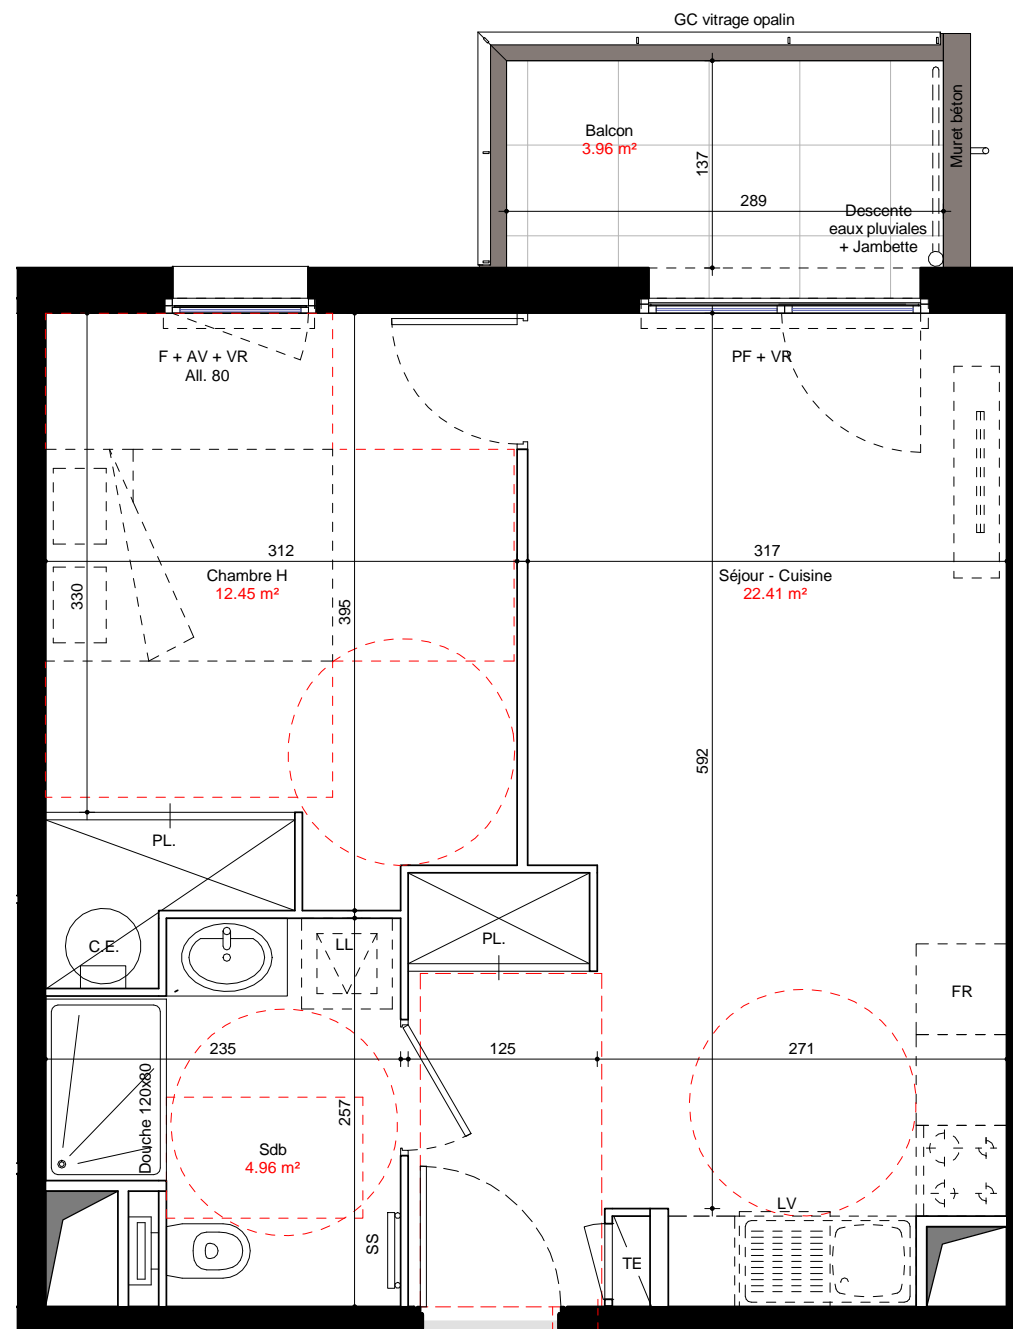 GC vitrage opalin
Balcon
3.96 m²
137
Muret béton
289
Descente
eaux pluviales
+ Jambette
F + AV + VR
All. 80
PF + VR
312
317
Chambre H
12.45 m²
Séjour - Cuisine
22.41 m²
330
395
592
PL.
C.E.
LL
PL.
FR
235
125
271
Douche 120x80
257
Sdb
4.96 m²
LV
SS
TE